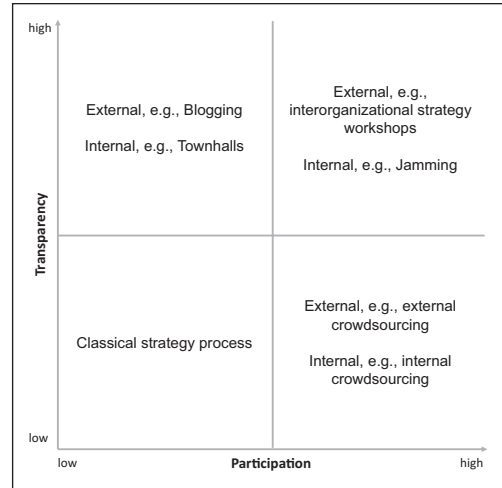 high
External, e.g., Blogging
Internal, e.g., Townhalls
External, e.g.,
interorganizational strategy
workshops
Internal, e.g., Jamming
Transparency
Classical strategy process
External, e.g., external
crowdsourcing
Internal, e.g., internal
crowdsourcing
low
low
Participation
high